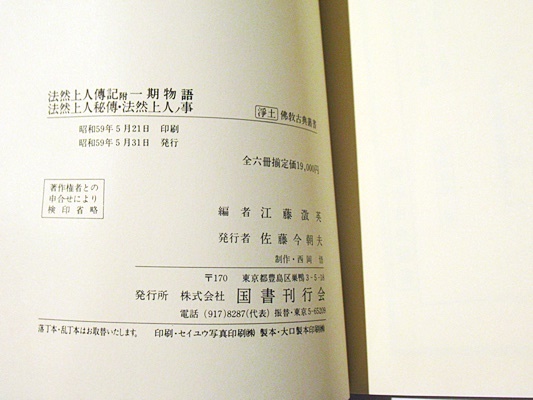 法然上人傳記附一期物語
法然上人秘傳・法然上人ノ事
浄土 佛教古典叢書
昭和59年5月21日 印刷
昭和59年5月31日 発行
全六冊揃定価19,000円
著作権者との
申合せにより
検印省略
編者 江藤澂英
発行者 佐藤今朝夫
制作・西岡
〒170 東京都豊島区巣鴨3-5-18
発行所 株式会社 国書刊行会
電話 (917)8287(代表) 振替・東京5-65209
落丁本・乱丁本はお取替いたします。
印刷・セイユウ写真印刷㈱ 製本・大口製本印刷㈱